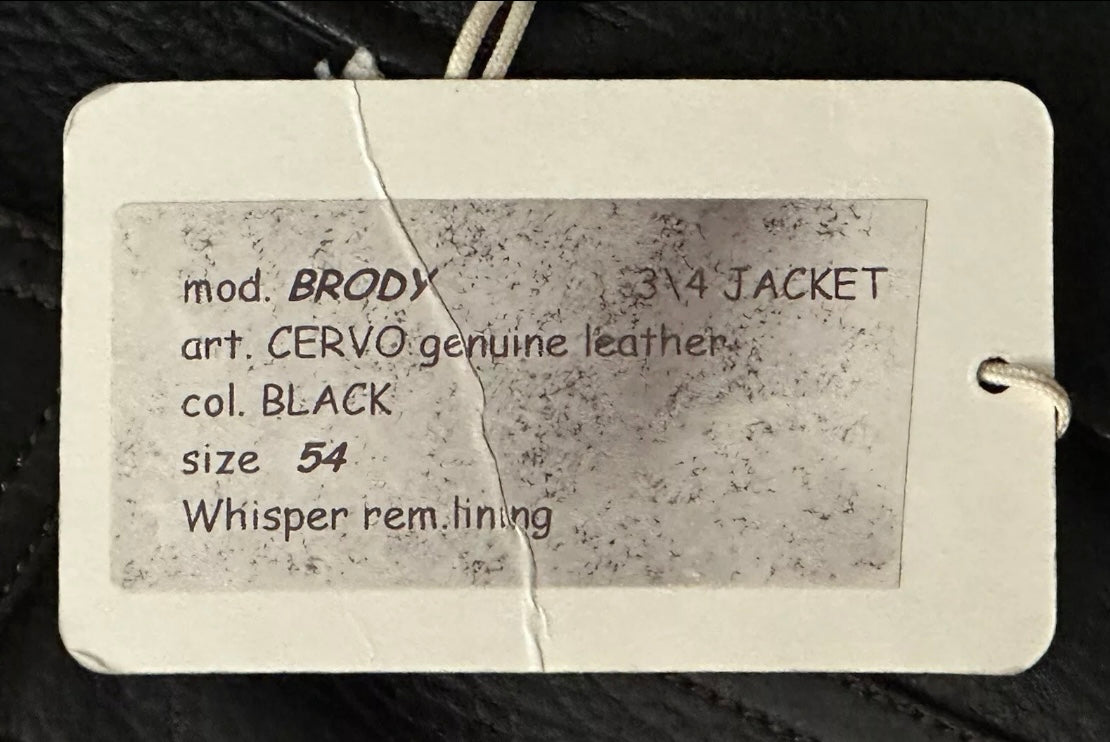 mod. BRODY 3\4 JACKET
art. CERVO genuine leather
col. BLACK
size 54
Whisper rem.lining